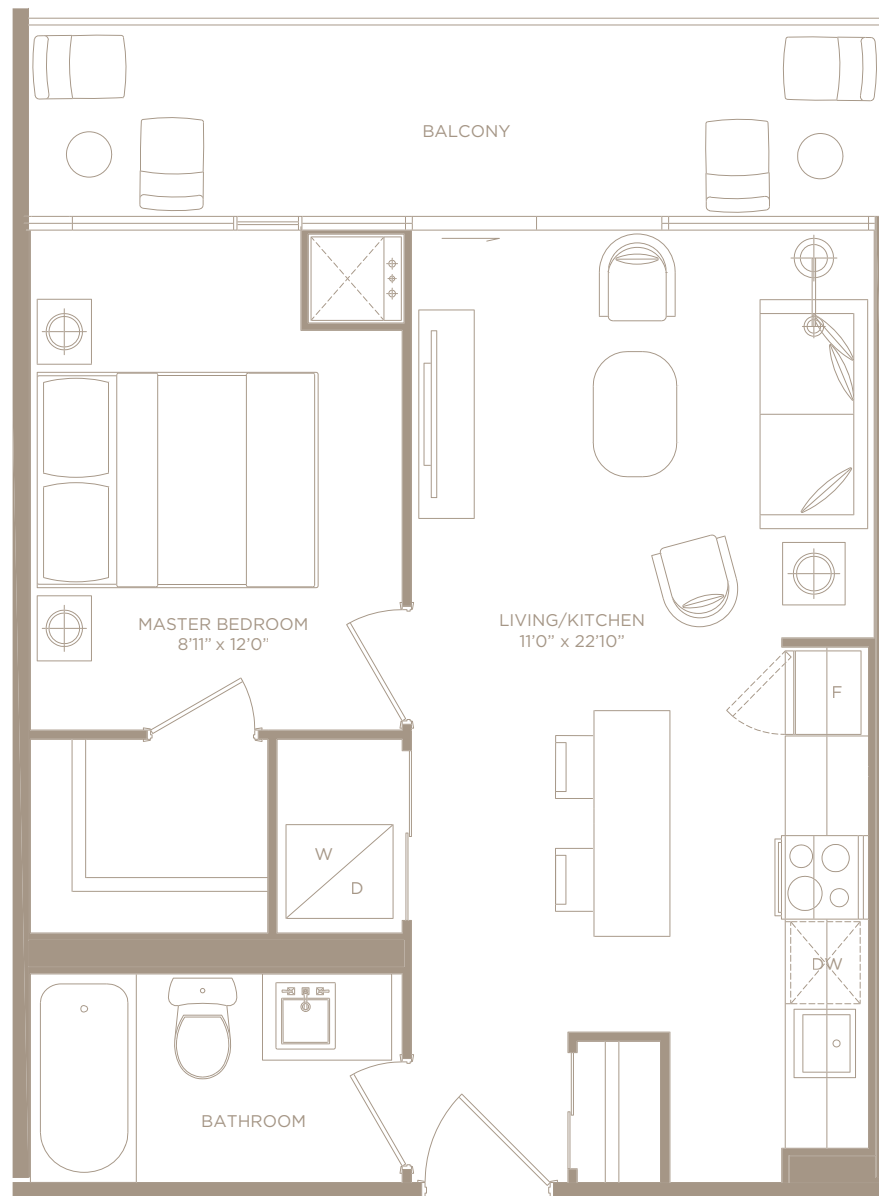 BALCONY
MASTER BEDROOM
8’11” x 12’0”
LIVING/KITCHEN
11’0” x 22’10”
F
W
D
DW
BATHROOM